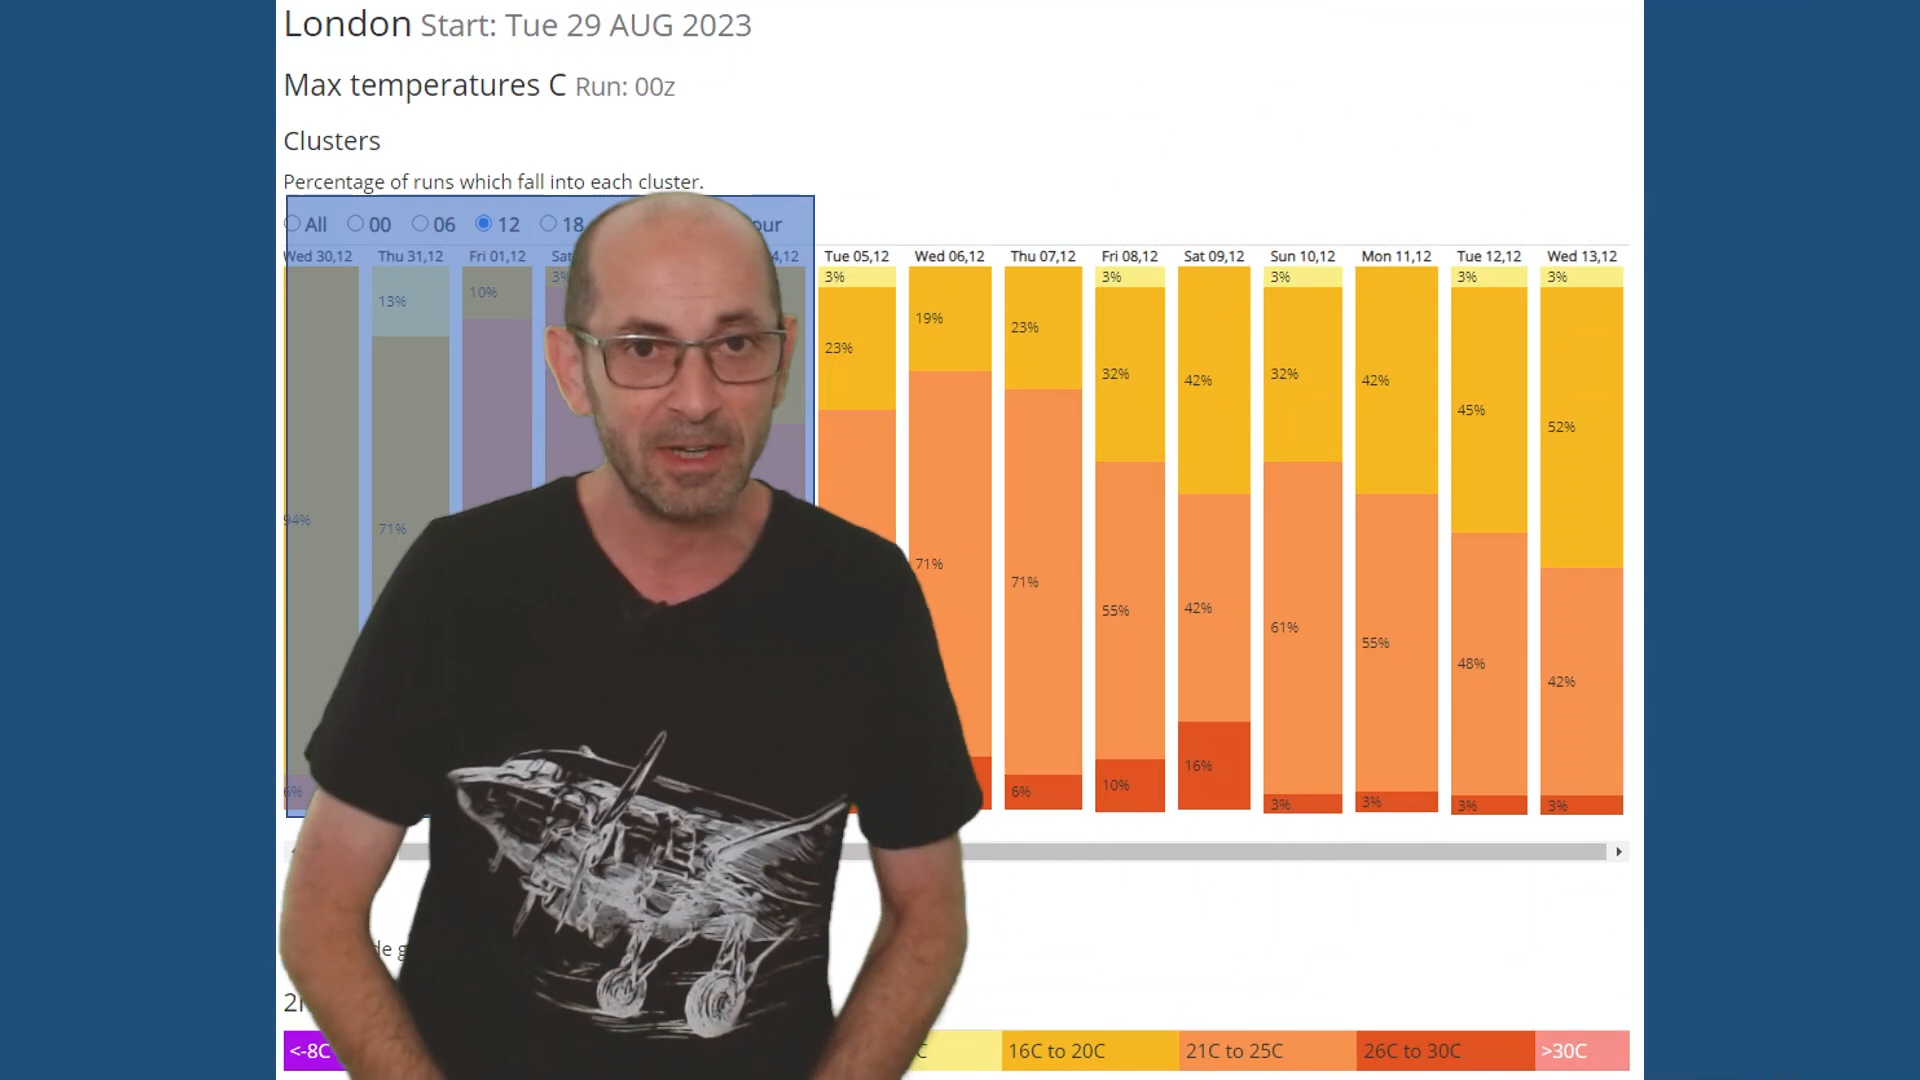 London Start: Tue 29 AUG 2023
Max temperatures C Run: 00z
Clusters
Percentage of runs which fall into each cluster.
All 00 06 12 18
Wed 30,12 Thu 31,12 Fri 01,12 Sat 4,12 Tue 05,12 Wed 06,12 Thu 07,12 Fri 08,12 Sat 09,12 Sun 10,12 Mon 11,12 Tue 12,12 Wed 13,12
3% 3% 3% 3% 3% 3%
13% 10%
19% 23%
23%
32% 42% 32% 42%
45%
52%
94% 71%
71% 71%
55% 42% 61% 55%
48% 42%
6% 6% 10% 16%
3% 3% 3% 3%
<-8C 16C to 20C 21C to 25C 26C to 30C >30C